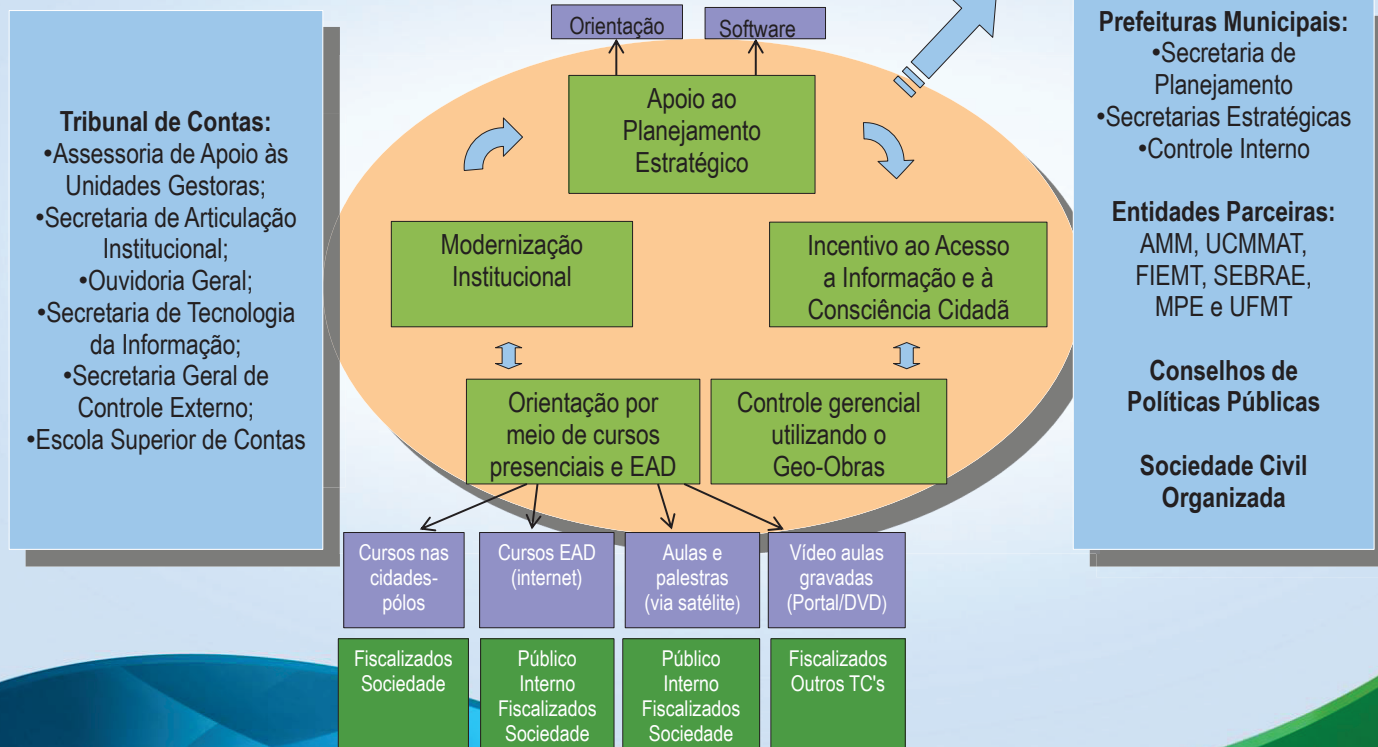 Tribunal de Contas:
•Assessoria de Apoio às
Unidades Gestoras;
•Secretaria de Articulação
Institucional;
•Ouvidoria Geral;
•Secretaria de Tecnologia
da Informação;
•Secretaria Geral de
Controle Externo;
•Escola Superior de Contas
Orientação
Software
Apoio ao
Planejamento
Estratégico
Modernização
Institucional
Incentivo ao Acesso
a Informação e à
Consciência Cidadã
Orientação por
meio de cursos
presenciais e EAD
Controle gerencial
utilizando o
Geo-Obras
Cursos nas
cidades-
pólos
Cursos EAD
(internet)
Aulas e
palestras
(via satélite)
Vídeo aulas
gravadas
(Portal/DVD)
Fiscalizados
Sociedade
Público
Interno
Fiscalizados
Sociedade
Público
Interno
Fiscalizados
Sociedade
Fiscalizados
Outros TC's
Prefeituras Municipais:
•Secretaria de
Planejamento
•Secretarias Estratégicas
•Controle Interno
Entidades Parceiras:
AMM, UCMMAT,
FIEMT, SEBRAE,
MPE e UFMT
Conselhos de
Políticas Públicas
Sociedade Civil
Organizada